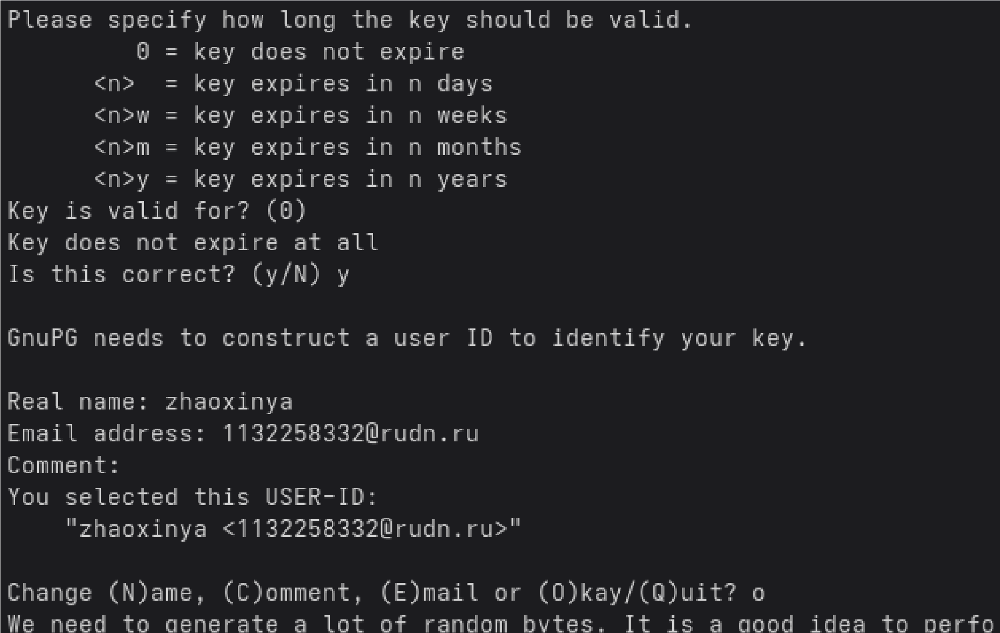 Please specify how long the key should be valid.
         0 = key does not expire
      <n>  = key expires in n days
      <n>w = key expires in n weeks
      <n>m = key expires in n months
      <n>y = key expires in n years
Key is valid for? (0)
Key does not expire at all
Is this correct? (y/N) y

GnuPG needs to construct a user ID to identify your key.

Real name: zhaoxinya
Email address: 1132258332@rudn.ru
Comment:
You selected this USER-ID:
    "zhaoxinya <1132258332@rudn.ru>"

Change (N)ame, (C)omment, (E)mail or (O)kay/(Q)uit? o
We need to generate a lot of random bytes. It is a good idea to perfo